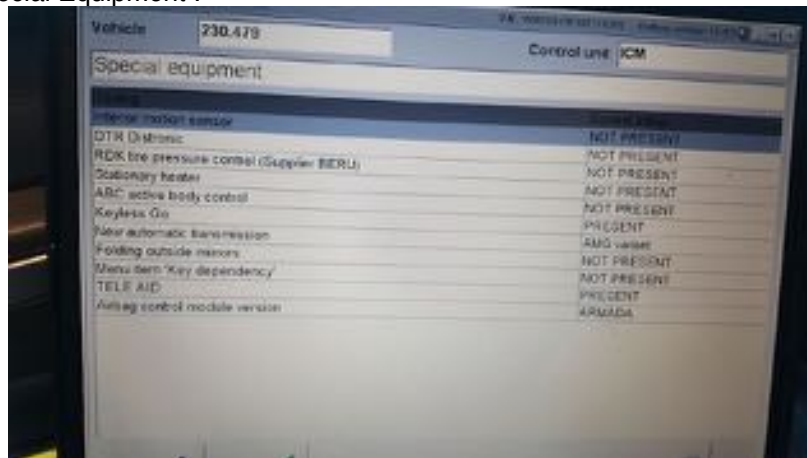 cial Equipment
Vehicle 230.479 Control unit ICM
Special equipment
Interior motion sensor NOT PRESENT
DTR Distronic NOT PRESENT
RDK tire pressure control (Supplier BERU) NOT PRESENT
Stationary heater NOT PRESENT
ABC active body control NOT PRESENT
Keyless Go PRESENT
New automatic transmission AMG variant
Folding outside mirrors NOT PRESENT
Menu item 'Key dependency' NOT PRESENT
TELE AID PRESENT
Airbag control module version ARMADA